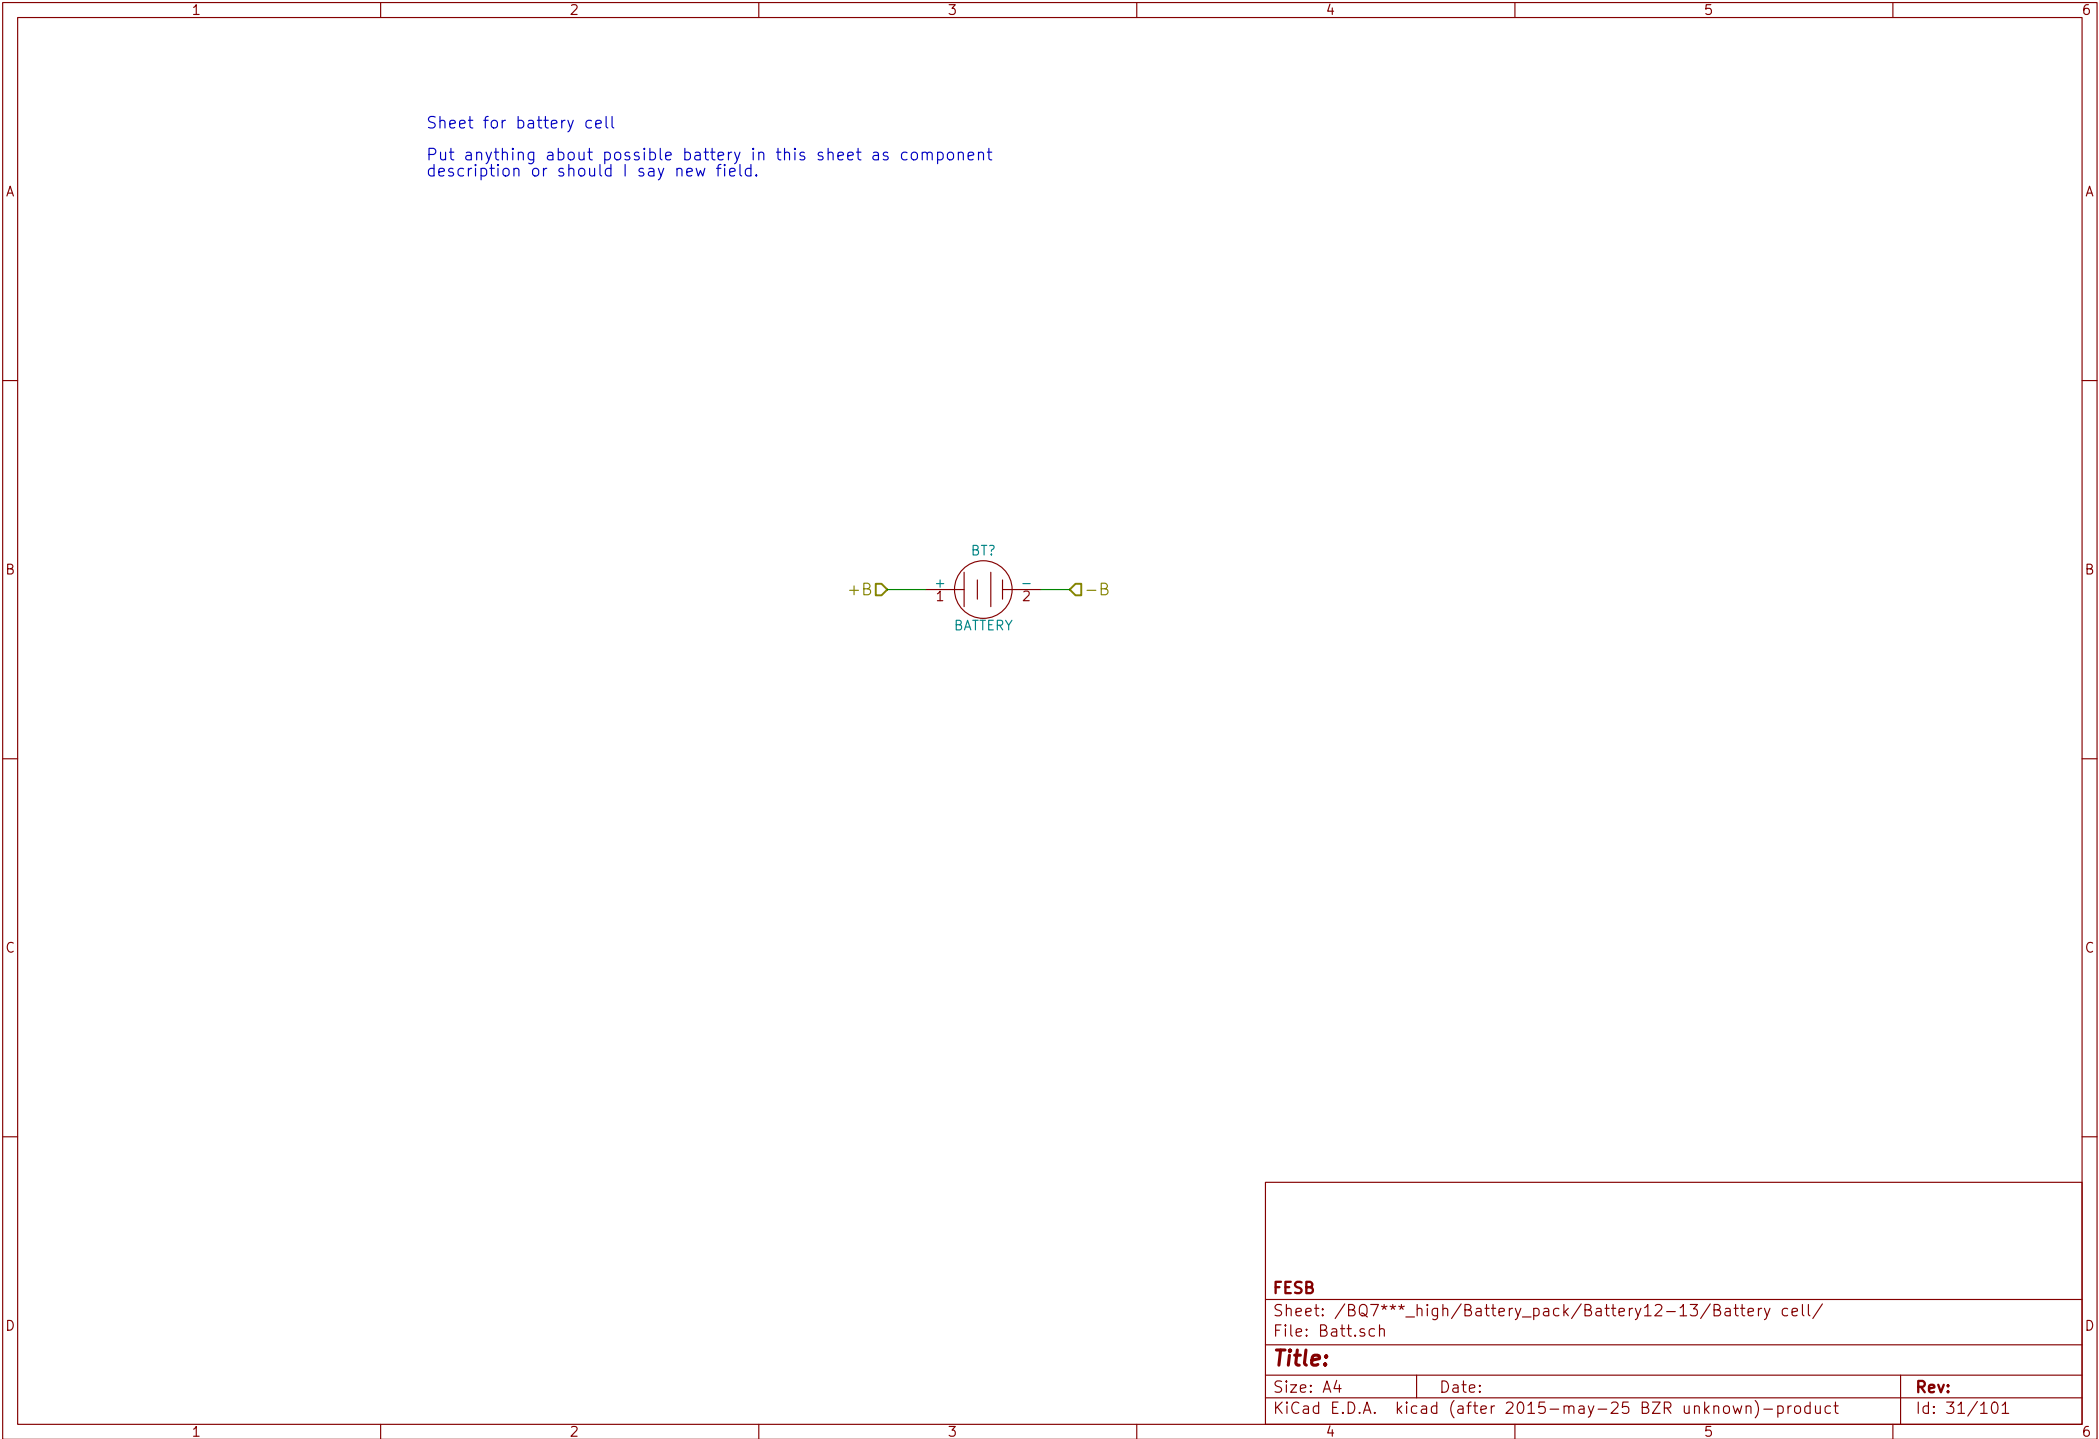 1 2 3 4 5 6
Sheet for battery cell
Put anything about possible battery in this sheet as component
description or should I say new field.
A A
BT?
B B
+B + 1 - 2 -B
BATTERY
C C
FESB
Sheet: /BQ7***_high/Battery_pack/Battery12-13/Battery cell/
D D
File: Batt.sch
Title:
Size: A4 Date: Rev:
KiCad E.D.A. kicad (after 2015-may-25 BZR unknown)-product Id: 31/101
1 2 3 4 5 6